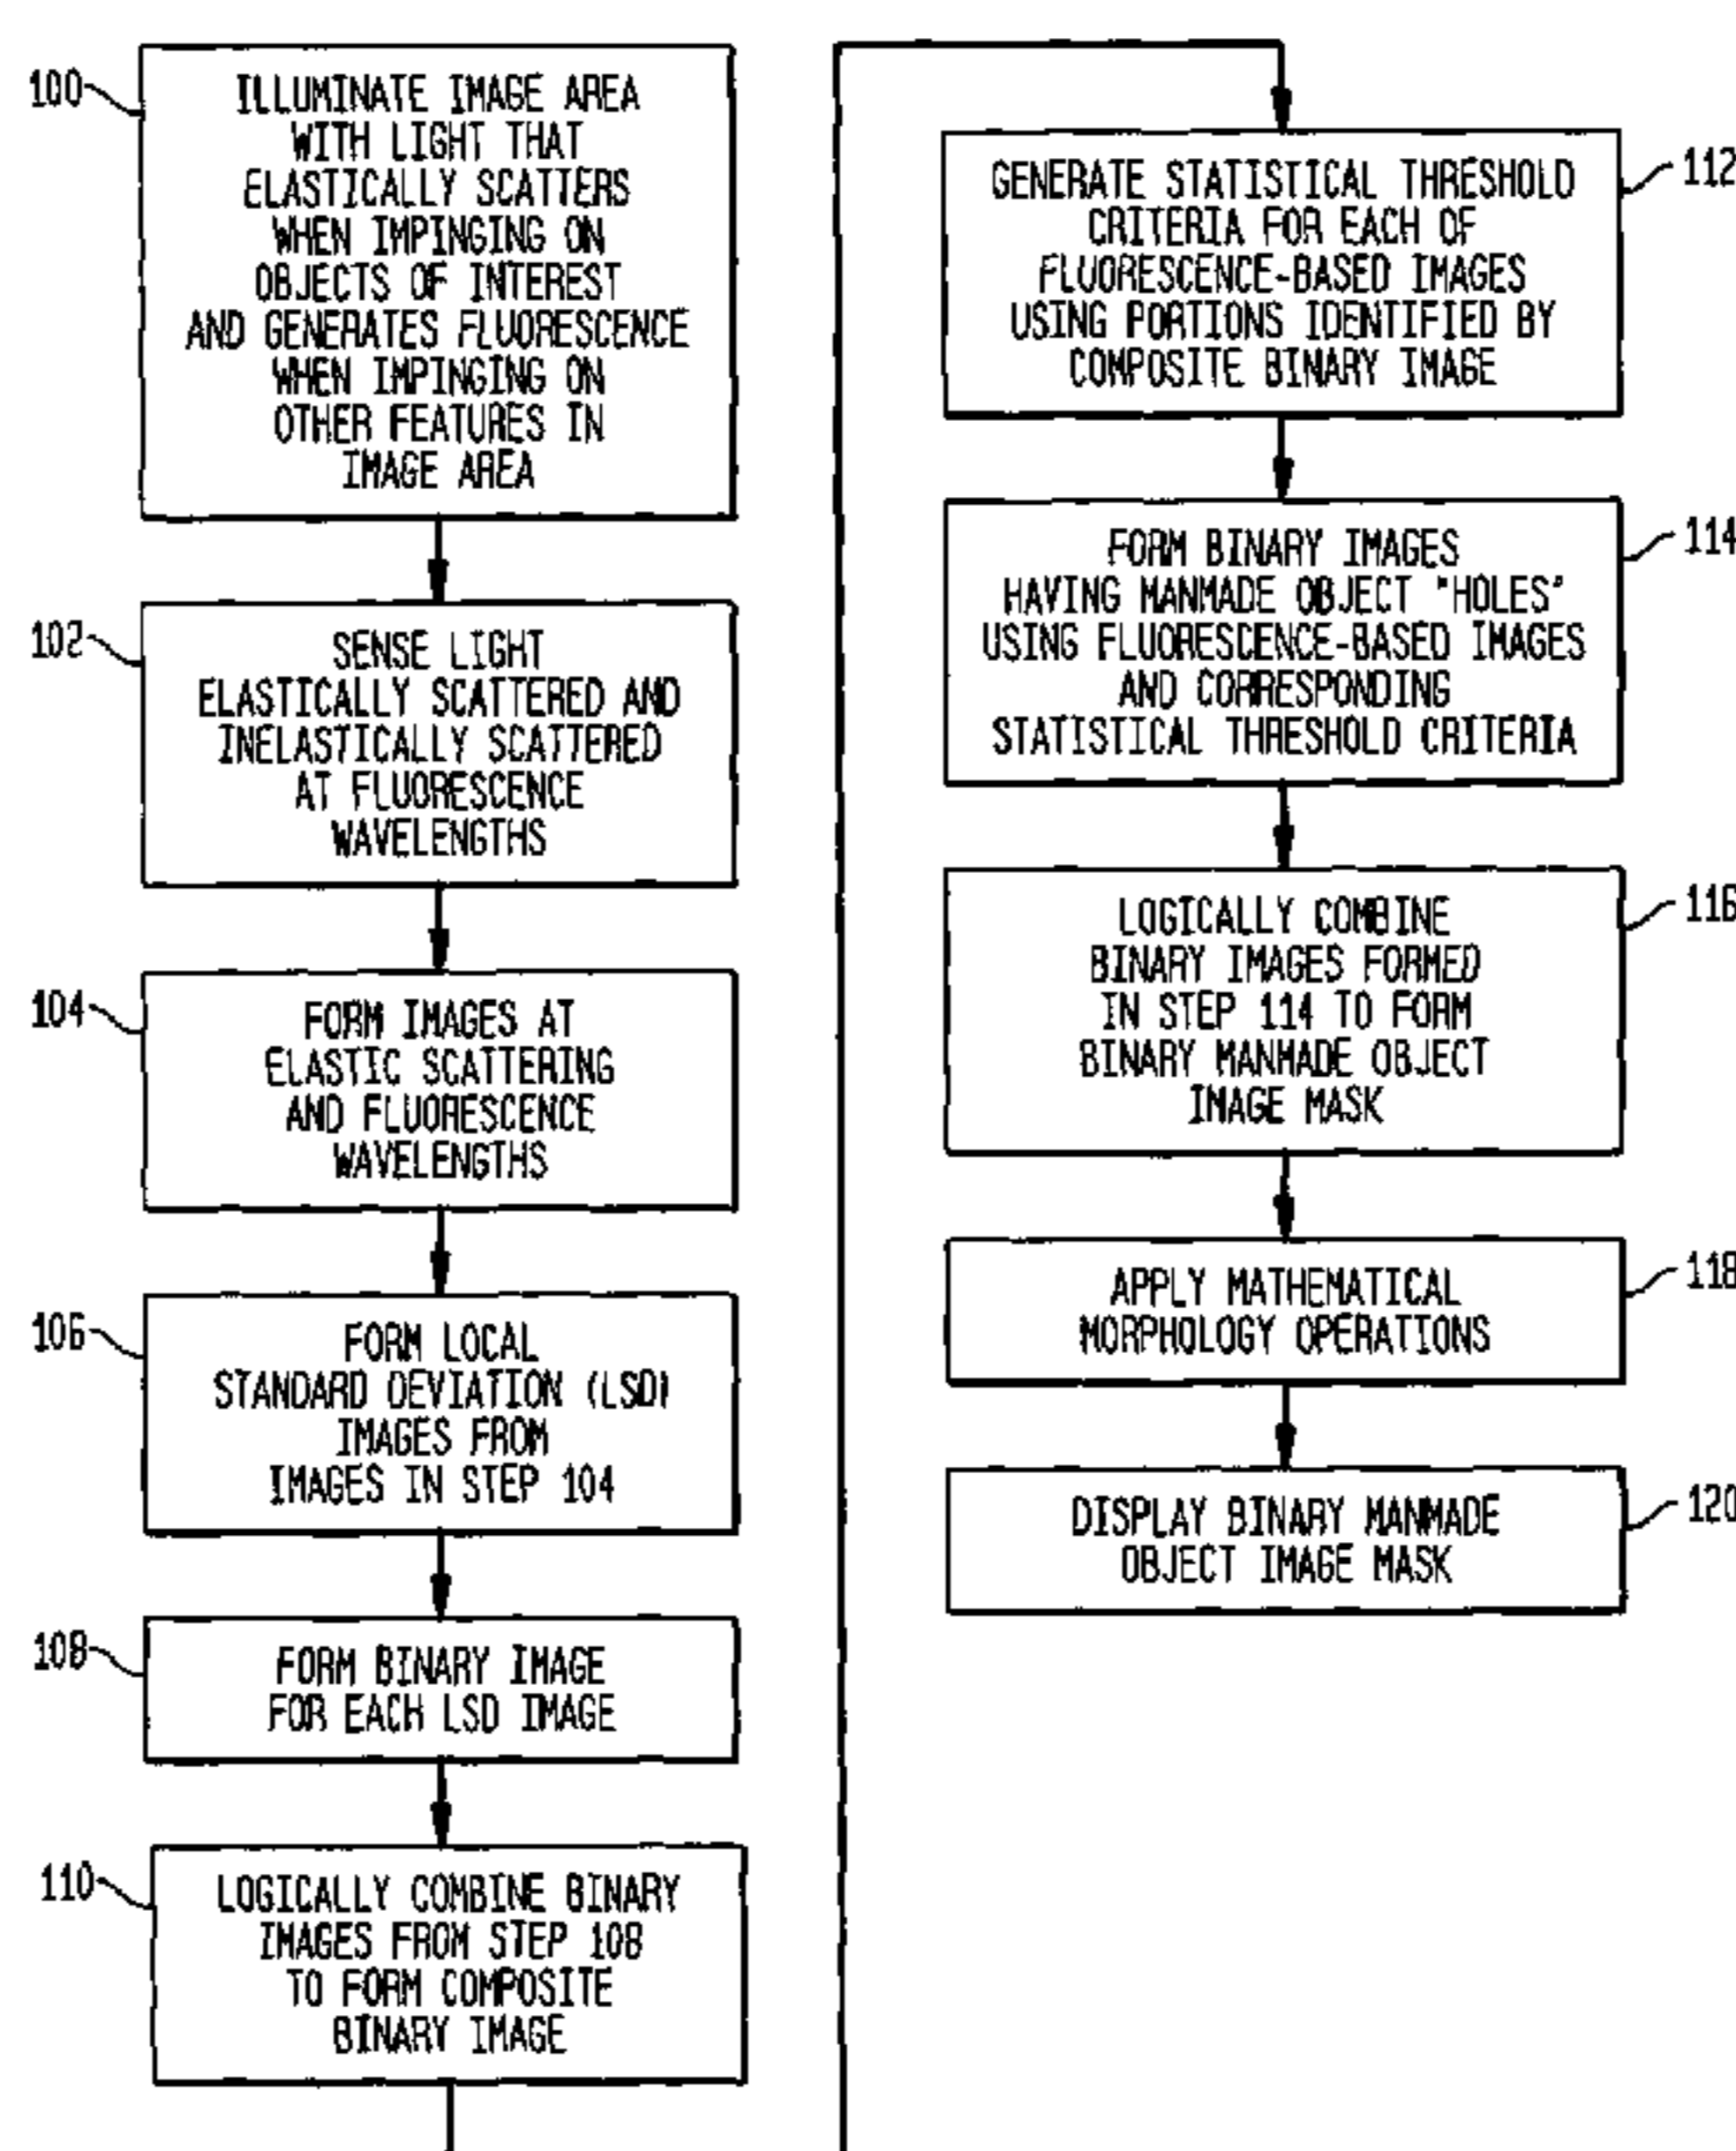 100
ILLUMINATE IMAGE AREA
WITH LIGHT THAT
ELASTICALLY SCATTERS
WHEN IMPINGING ON
OBJECTS OF INTEREST
AND GENERATES FLUORESCENCE
WHEN IMPINGING ON
OTHER FEATURES IN
IMAGE AREA
102
SENSE LIGHT
ELASTICALLY SCATTERED AND
INELASTICALLY SCATTERED
AT FLUORESCENCE
WAVELENGTHS
104
FORM IMAGES AT
ELASTIC SCATTERING
AND FLUORESCENCE
WAVELENGTHS
106
FORM LOCAL
STANDARD DEVIATION (LSD)
IMAGES FROM
IMAGES IN STEP 104
108
FORM BINARY IMAGE
FOR EACH LSD IMAGE
110
LOGICALLY COMBINE BINARY
IMAGES FROM STEP 108
TO FORM COMPOSITE
BINARY IMAGE
112
GENERATE STATISTICAL THRESHOLD
CRITERIA FOR EACH OF
FLUORESCENCE-BASED IMAGES
USING PORTIONS IDENTIFIED BY
COMPOSITE BINARY IMAGE
114
FORM BINARY IMAGES
HAVING MANMADE OBJECT "HOLES"
USING FLUORESCENCE-BASED IMAGES
AND CORRESPONDING
STATISTICAL THRESHOLD CRITERIA
116
LOGICALLY COMBINE
BINARY IMAGES FORMED
IN STEP 114 TO FORM
BINARY MANMADE OBJECT
IMAGE MASK
118
APPLY MATHEMATICAL
MORPHOLOGY OPERATIONS
120
DISPLAY BINARY MANMADE
OBJECT IMAGE MASK